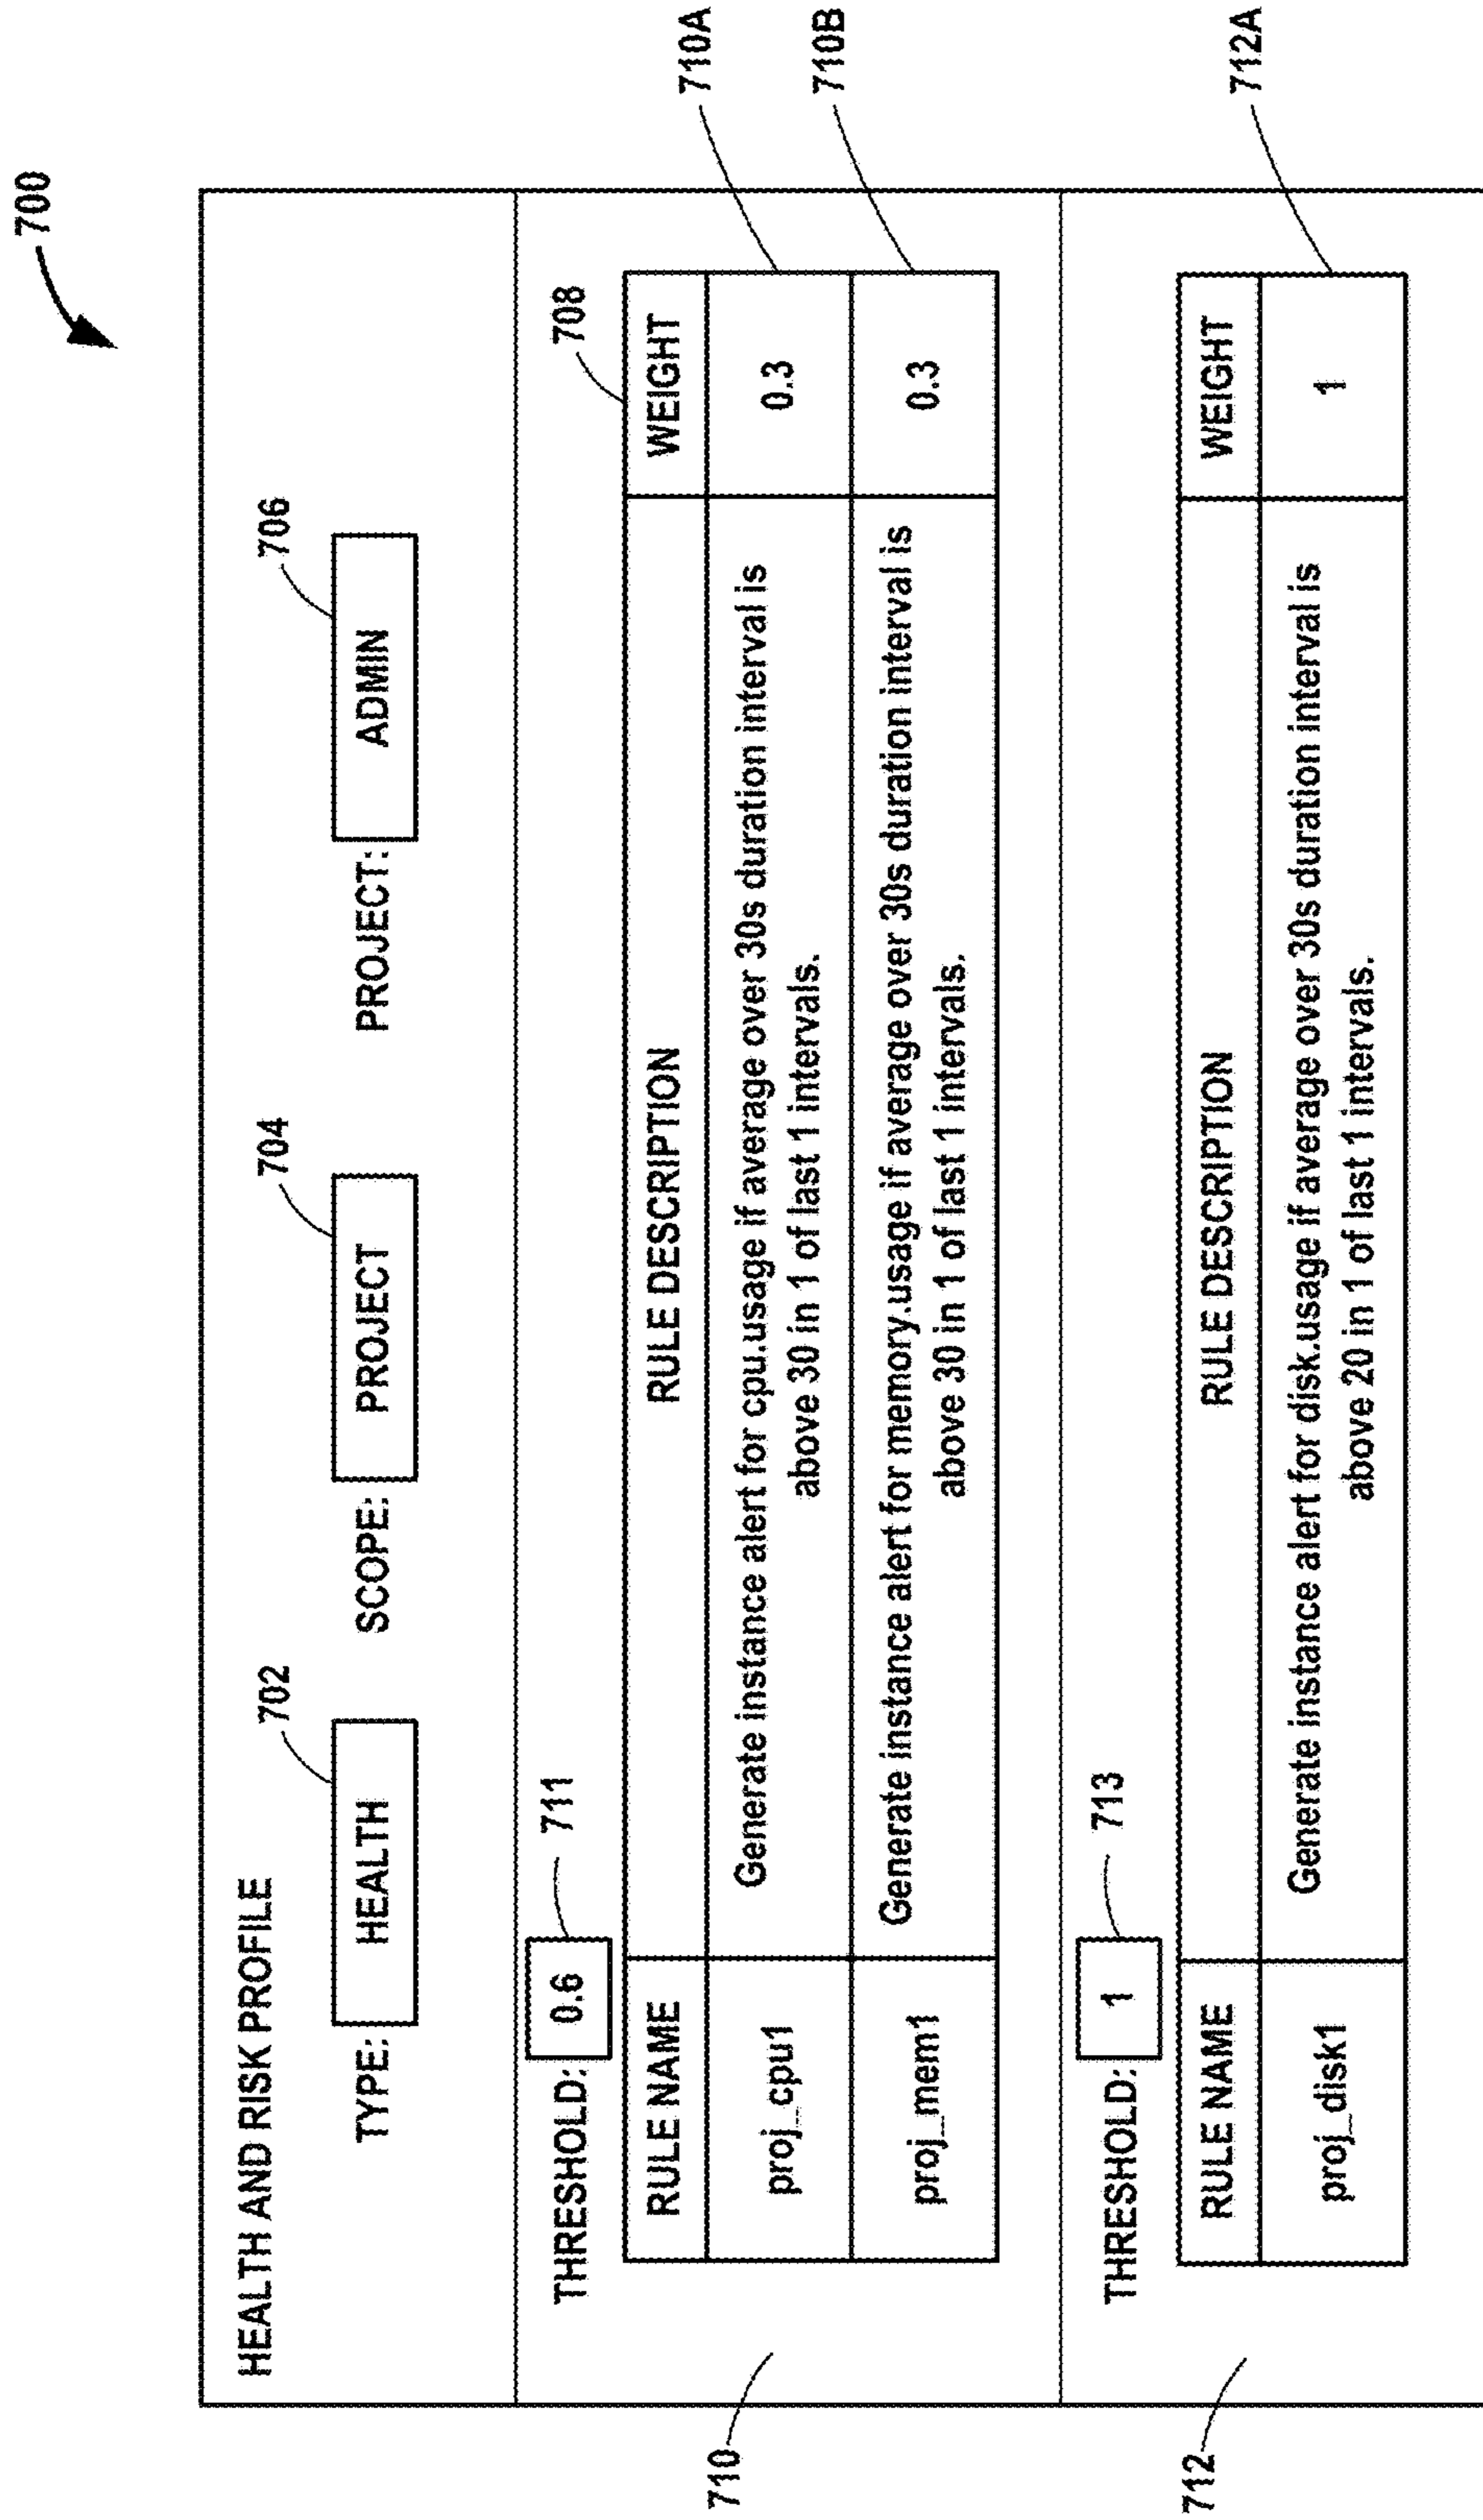 700
HEALTH AND RISK PROFILE
702
704
706
TYPE: HEALTH SCOPE: PROJECT PROJECT: ADMIN
710
THRESHOLD: 0.6
711
708
RULE NAME RULE DESCRIPTION WEIGHT
proj_cpu1 Generate instance alert for cpu.usage if average over 30s duration interval is 0.3
above 30 in 1 of last 1 intervals.
710A
proj_mem1 Generate instance alert for memory.usage if average over 30s duration interval is 0.3
above 30 in 1 of last 1 intervals.
710B
712
THRESHOLD: 1
713
RULE NAME RULE DESCRIPTION WEIGHT
proj_disk1 Generate instance alert for disk.usage if average over 30s duration interval is 1
above 20 in 1 of last 1 intervals.
712A